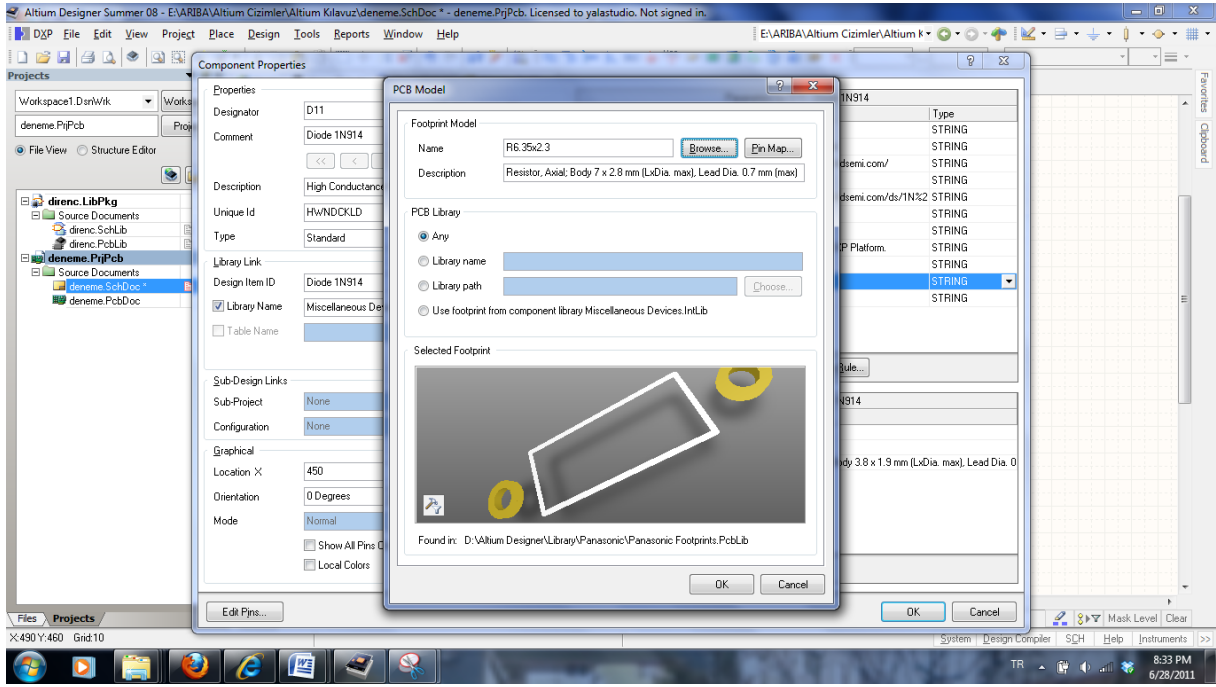 Altium Designer Summer 08 - E:\ARIBA\Altium Cizimler\Altium Kılavuz\deneme.SchDoc * - deneme.PrjPcb. Licensed to yalastudio. Not signed in.
DXP File Edit View Project Place Design Tools Reports Window Help E:\ARIBA\Altium Cizimler\Altium K
Projects
Workspace1.DsnWrk Works
deneme.PrjPcb Proj
File View Structure Editor
direnc.LibPkg
Source Documents
direnc.SchLib
direnc.PcbLib
deneme.PrjPcb
Source Documents
deneme.SchDoc *
deneme.PcbDoc
Files Projects
X:490 Y:460 Grid:10
Component Properties
Properties
Designator D11
Comment Diode 1N914
<< <
Description High Conductance
Unique Id HWNDCKLD
Type Standard
Library Link
Design Item ID Diode 1N914
Library Name Miscellaneous De
Table Name
Sub-Design Links
Sub-Project None
Configuration None
Graphical
Location X 450
Orientation 0 Degrees
Mode Normal
Show All Pins O
Local Colors
Edit Pins...
PCB Model
Footprint Model
Name R6.35x2.3 Browse... Pin Map...
Description Resistor, Axial; Body 7 x 2.8 mm (LxDia. max), Lead Dia. 0.7 mm (max)
PCB Library
Any
Library name
Library path Choose...
Use footprint from component library Miscellaneous Devices.IntLib
Selected Footprint
Found in: D:\Altium Designer\Library\Panasonic\Panasonic Footprints.PcbLib
OK Cancel
1N914
Type
STRING
STRING
dsemi.com/ STRING
STRING
dsemi.com/ds/1N%2 STRING
STRING
STRING
XP Platform. STRING
STRING
STRING
STRING
Rule...
1N914
ody 3.8 x 1.9 mm (LxDia. max), Lead Dia. 0
OK Cancel
Favorites
Clipboard
Mask Level Clear
System Design Compiler SCH Help Instruments >>
TR
8:33 PM
6/28/2011